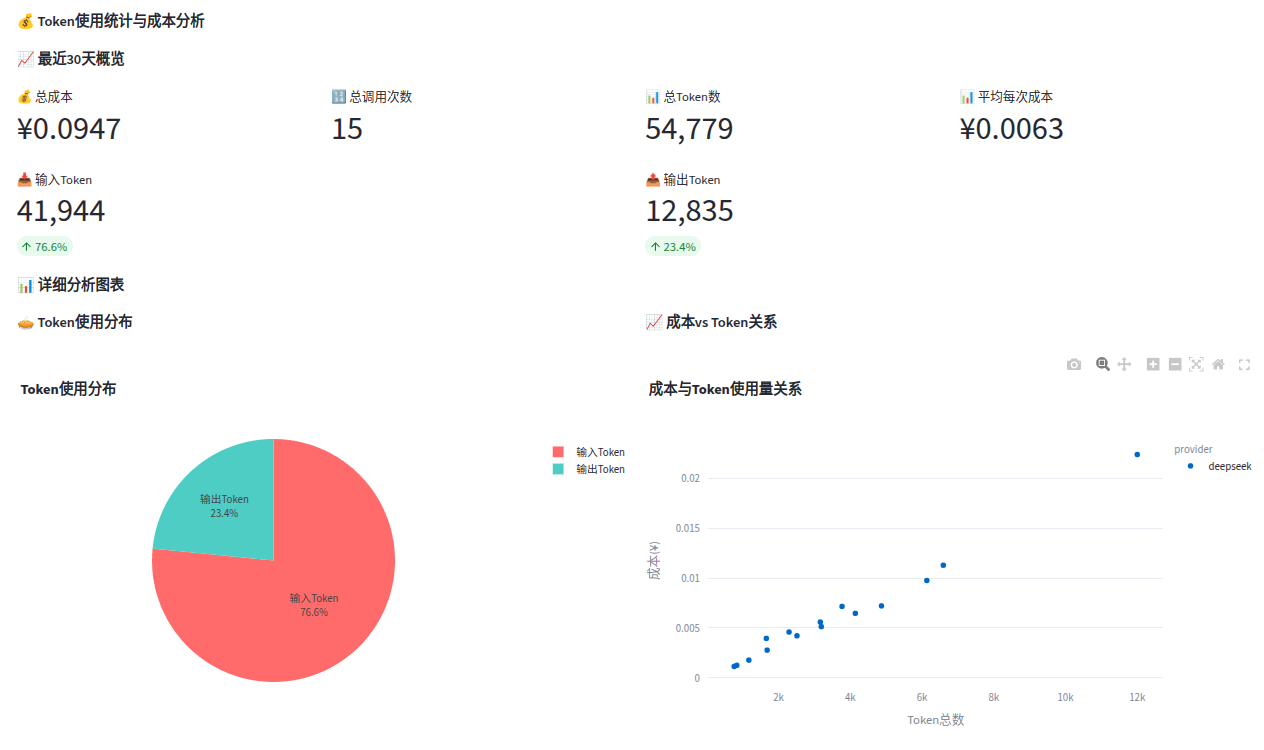 💰 Token使用统计与成本分析
📈 最近30天概览
💰 总成本
¥0.0947
🔢 总调用次数
15
📊 总Token数
54,779
📊 平均每次成本
¥0.0063
📥 输入Token
41,944
↑ 76.6%
📤 输出Token
12,835
↑ 23.4%
📊 详细分析图表
🥧 Token使用分布
Token使用分布
输入Token
输出Token
输出Token
23.4%
输入Token
76.6%
📈 成本vs Token关系
成本与Token使用量关系
provider
deepseek
成本(¥)
0.02
0.015
0.01
0.005
0
2k
4k
6k
8k
10k
12k
Token总数